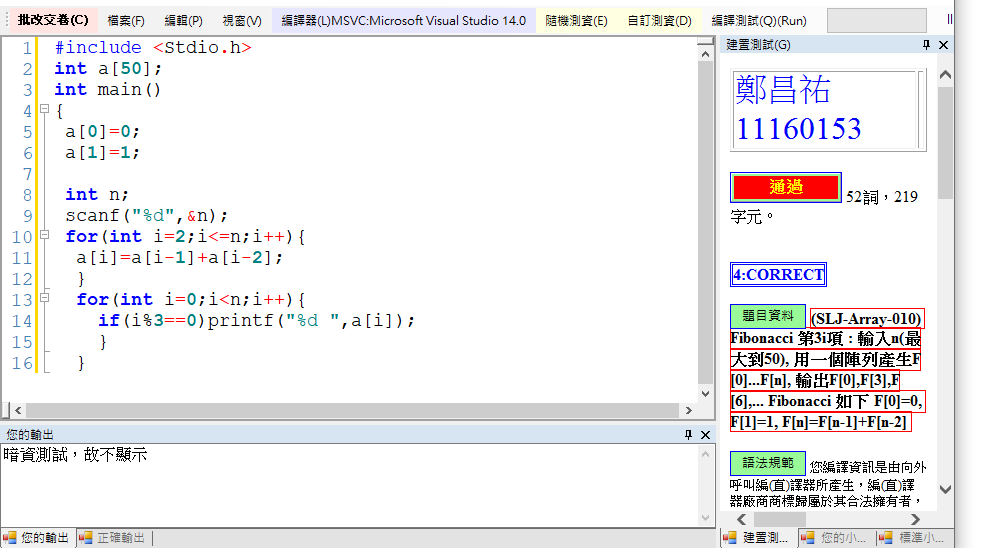 批改交卷(C) 檔案(F) 編輯(P) 視窗(V) 編譯器(L)MSVC:Microsoft Visual Studio 14.0 隨機測資(E) 自訂測資(D) 編譯測試(Q)(Run)
1 #include <Stdio.h>
2 int a[50];
3 int main()
4 {
5 a[0]=0;
6 a[1]=1;
7
8 int n;
9 scanf("%d",&n);
10 for(int i=2;i<=n;i++){
11 a[i]=a[i-1]+a[i-2];
12 }
13 for(int i=0;i<n;i++){
14 if(i%3==0)printf("%d ",a[i]);
15 }
16 }
您的輸出
暗資測試，故不顯示
您的輸出 正確輸出
建置測試(G)
鄭昌祐
11160153
通過 52詞，219
字元。
4:CORRECT
題目資料 (SLJ-Array-010)
Fibonacci 第3i項 : 輸入n(最
大到50), 用一個陣列產生F
[0]...F[n], 輸出F[0],F[3],F
[6],... Fibonacci 如下 F[0]=0,
F[1]=1, F[n]=F[n-1]+F[n-2]
語法規範 您編譯資訊是由向外
呼叫編(直)譯器所產生，編(直)譯
器廠商商標歸屬於其合法擁有者，
建置測... 您的小... 標準小...